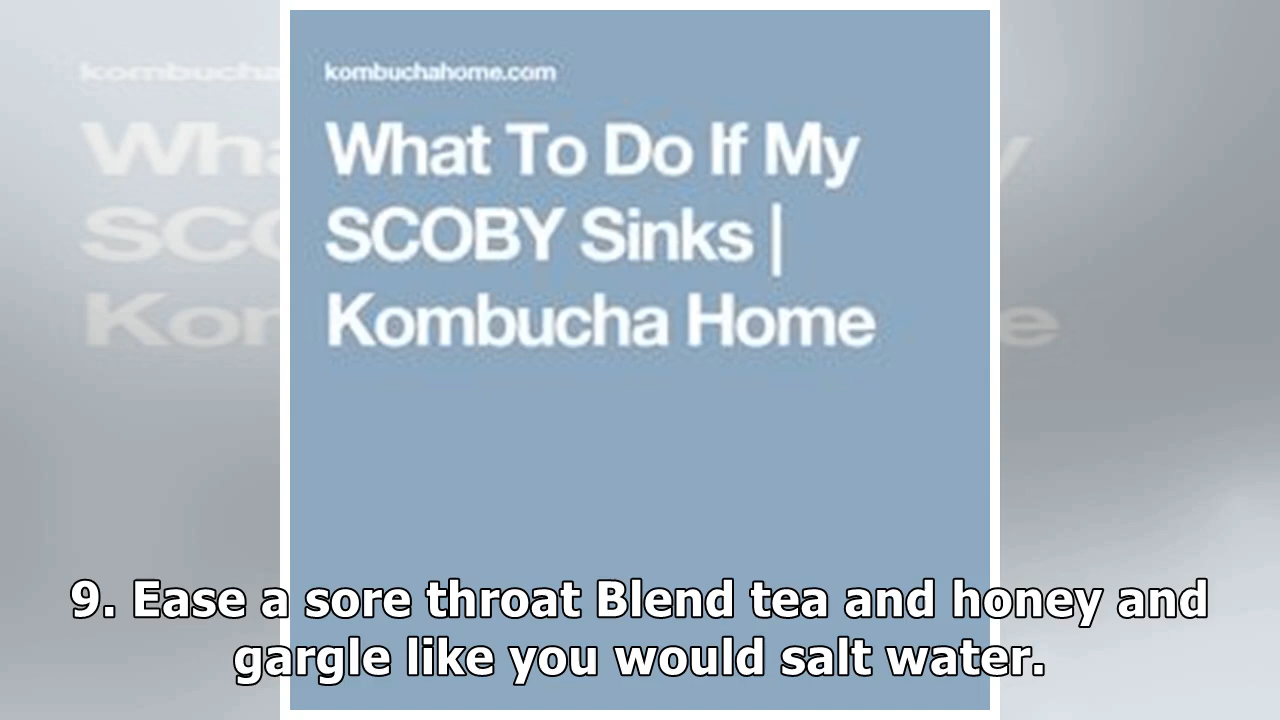 kombuchahome.com
What To Do If My
SCOBY Sinks |
Kombucha Home
9. Ease a sore throat Blend tea and honey and
gargle like you would salt water.